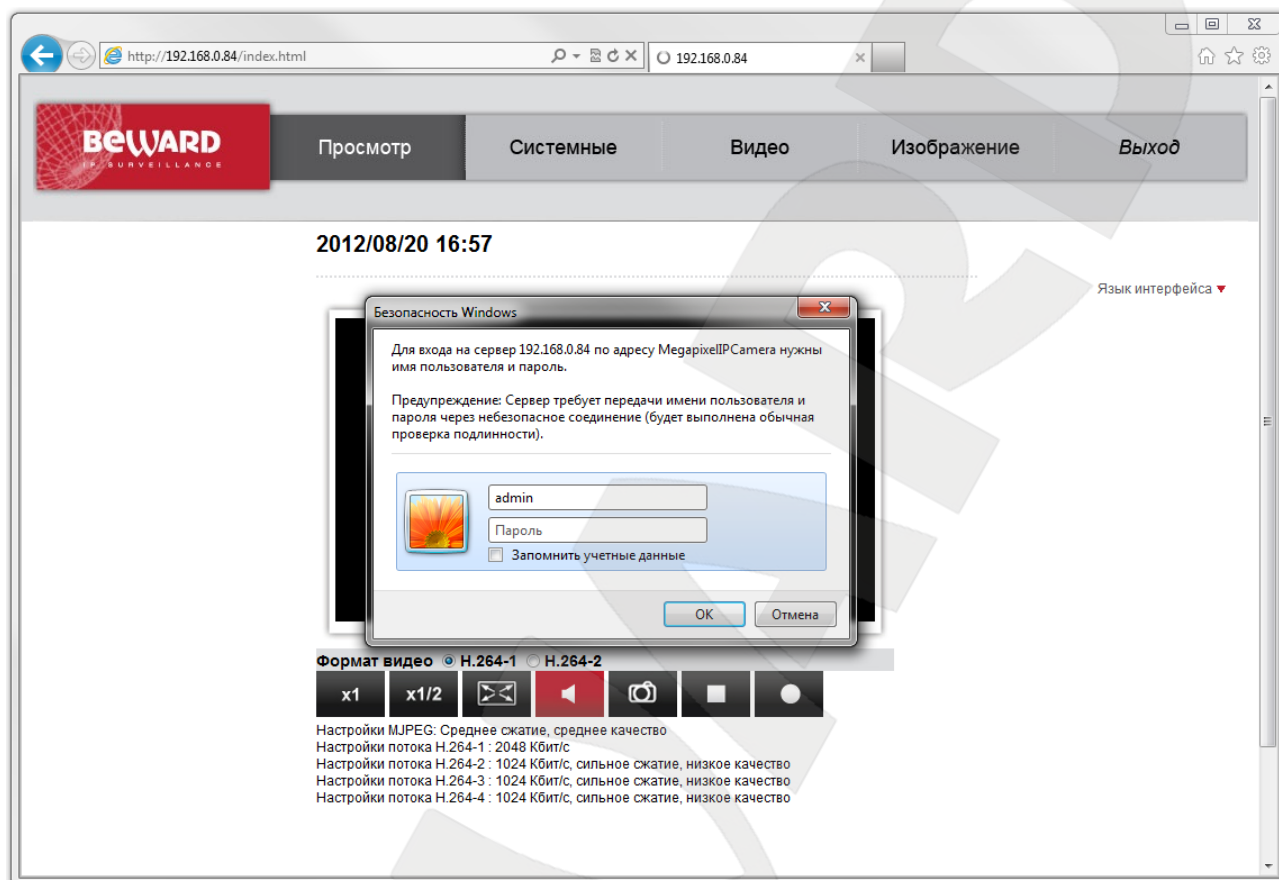 http://192.168.0.84/index.html
192.168.0.84
BEWARD
IP SURVEILLANCE
Просмотр
Системные
Видео
Изображение
Выход
2012/08/20 16:57
Язык интерфейса
Безопасность Windows
Для входа на сервер 192.168.0.84 по адресу MegapixelIPCamera нужны
имя пользователя и пароль.
Предупреждение: Сервер требует передачи имени пользователя и
пароля через небезопасное соединение (будет выполнена обычная
проверка подлинности).
admin
Пароль
Запомнить учетные данные
OK
Отмена
Формат видео H.264-1 H.264-2
x1
x1/2
Настройки MJPEG: Среднее сжатие, среднее качество
Настройки потока H.264-1 : 2048 Кбит/с
Настройки потока H.264-2 : 1024 Кбит/с, сильное сжатие, низкое качество
Настройки потока H.264-3 : 1024 Кбит/с, сильное сжатие, низкое качество
Настройки потока H.264-4 : 1024 Кбит/с, сильное сжатие, низкое качество